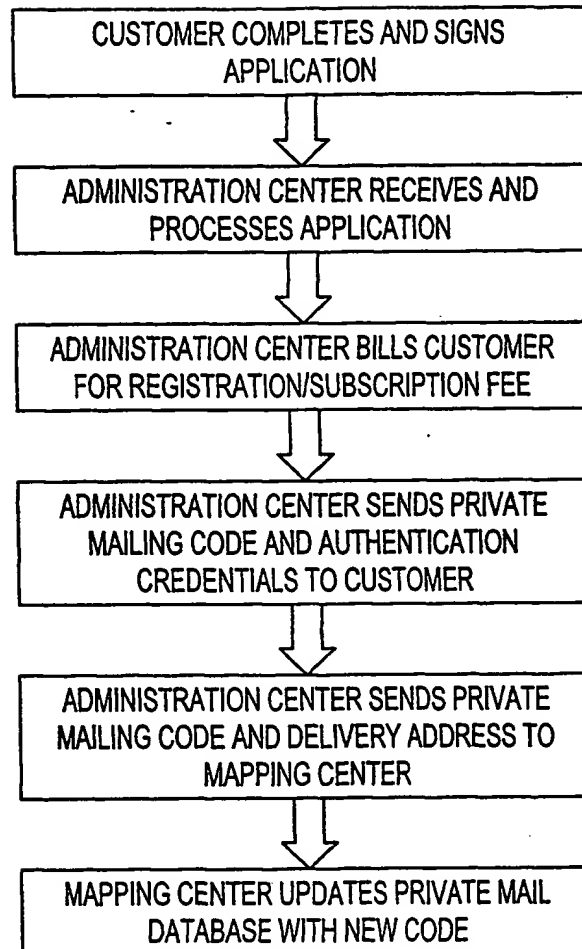 CUSTOMER COMPLETES AND SIGNS
APPLICATION
ADMINISTRATION CENTER RECEIVES AND
PROCESSES APPLICATION
ADMINISTRATION CENTER BILLS CUSTOMER
FOR REGISTRATION/SUBSCRIPTION FEE
ADMINISTRATION CENTER SENDS PRIVATE
MAILING CODE AND AUTHENTICATION
CREDENTIALS TO CUSTOMER
ADMINISTRATION CENTER SENDS PRIVATE
MAILING CODE AND DELIVERY ADDRESS TO
MAPPING CENTER
MAPPING CENTER UPDATES PRIVATE MAIL
DATABASE WITH NEW CODE